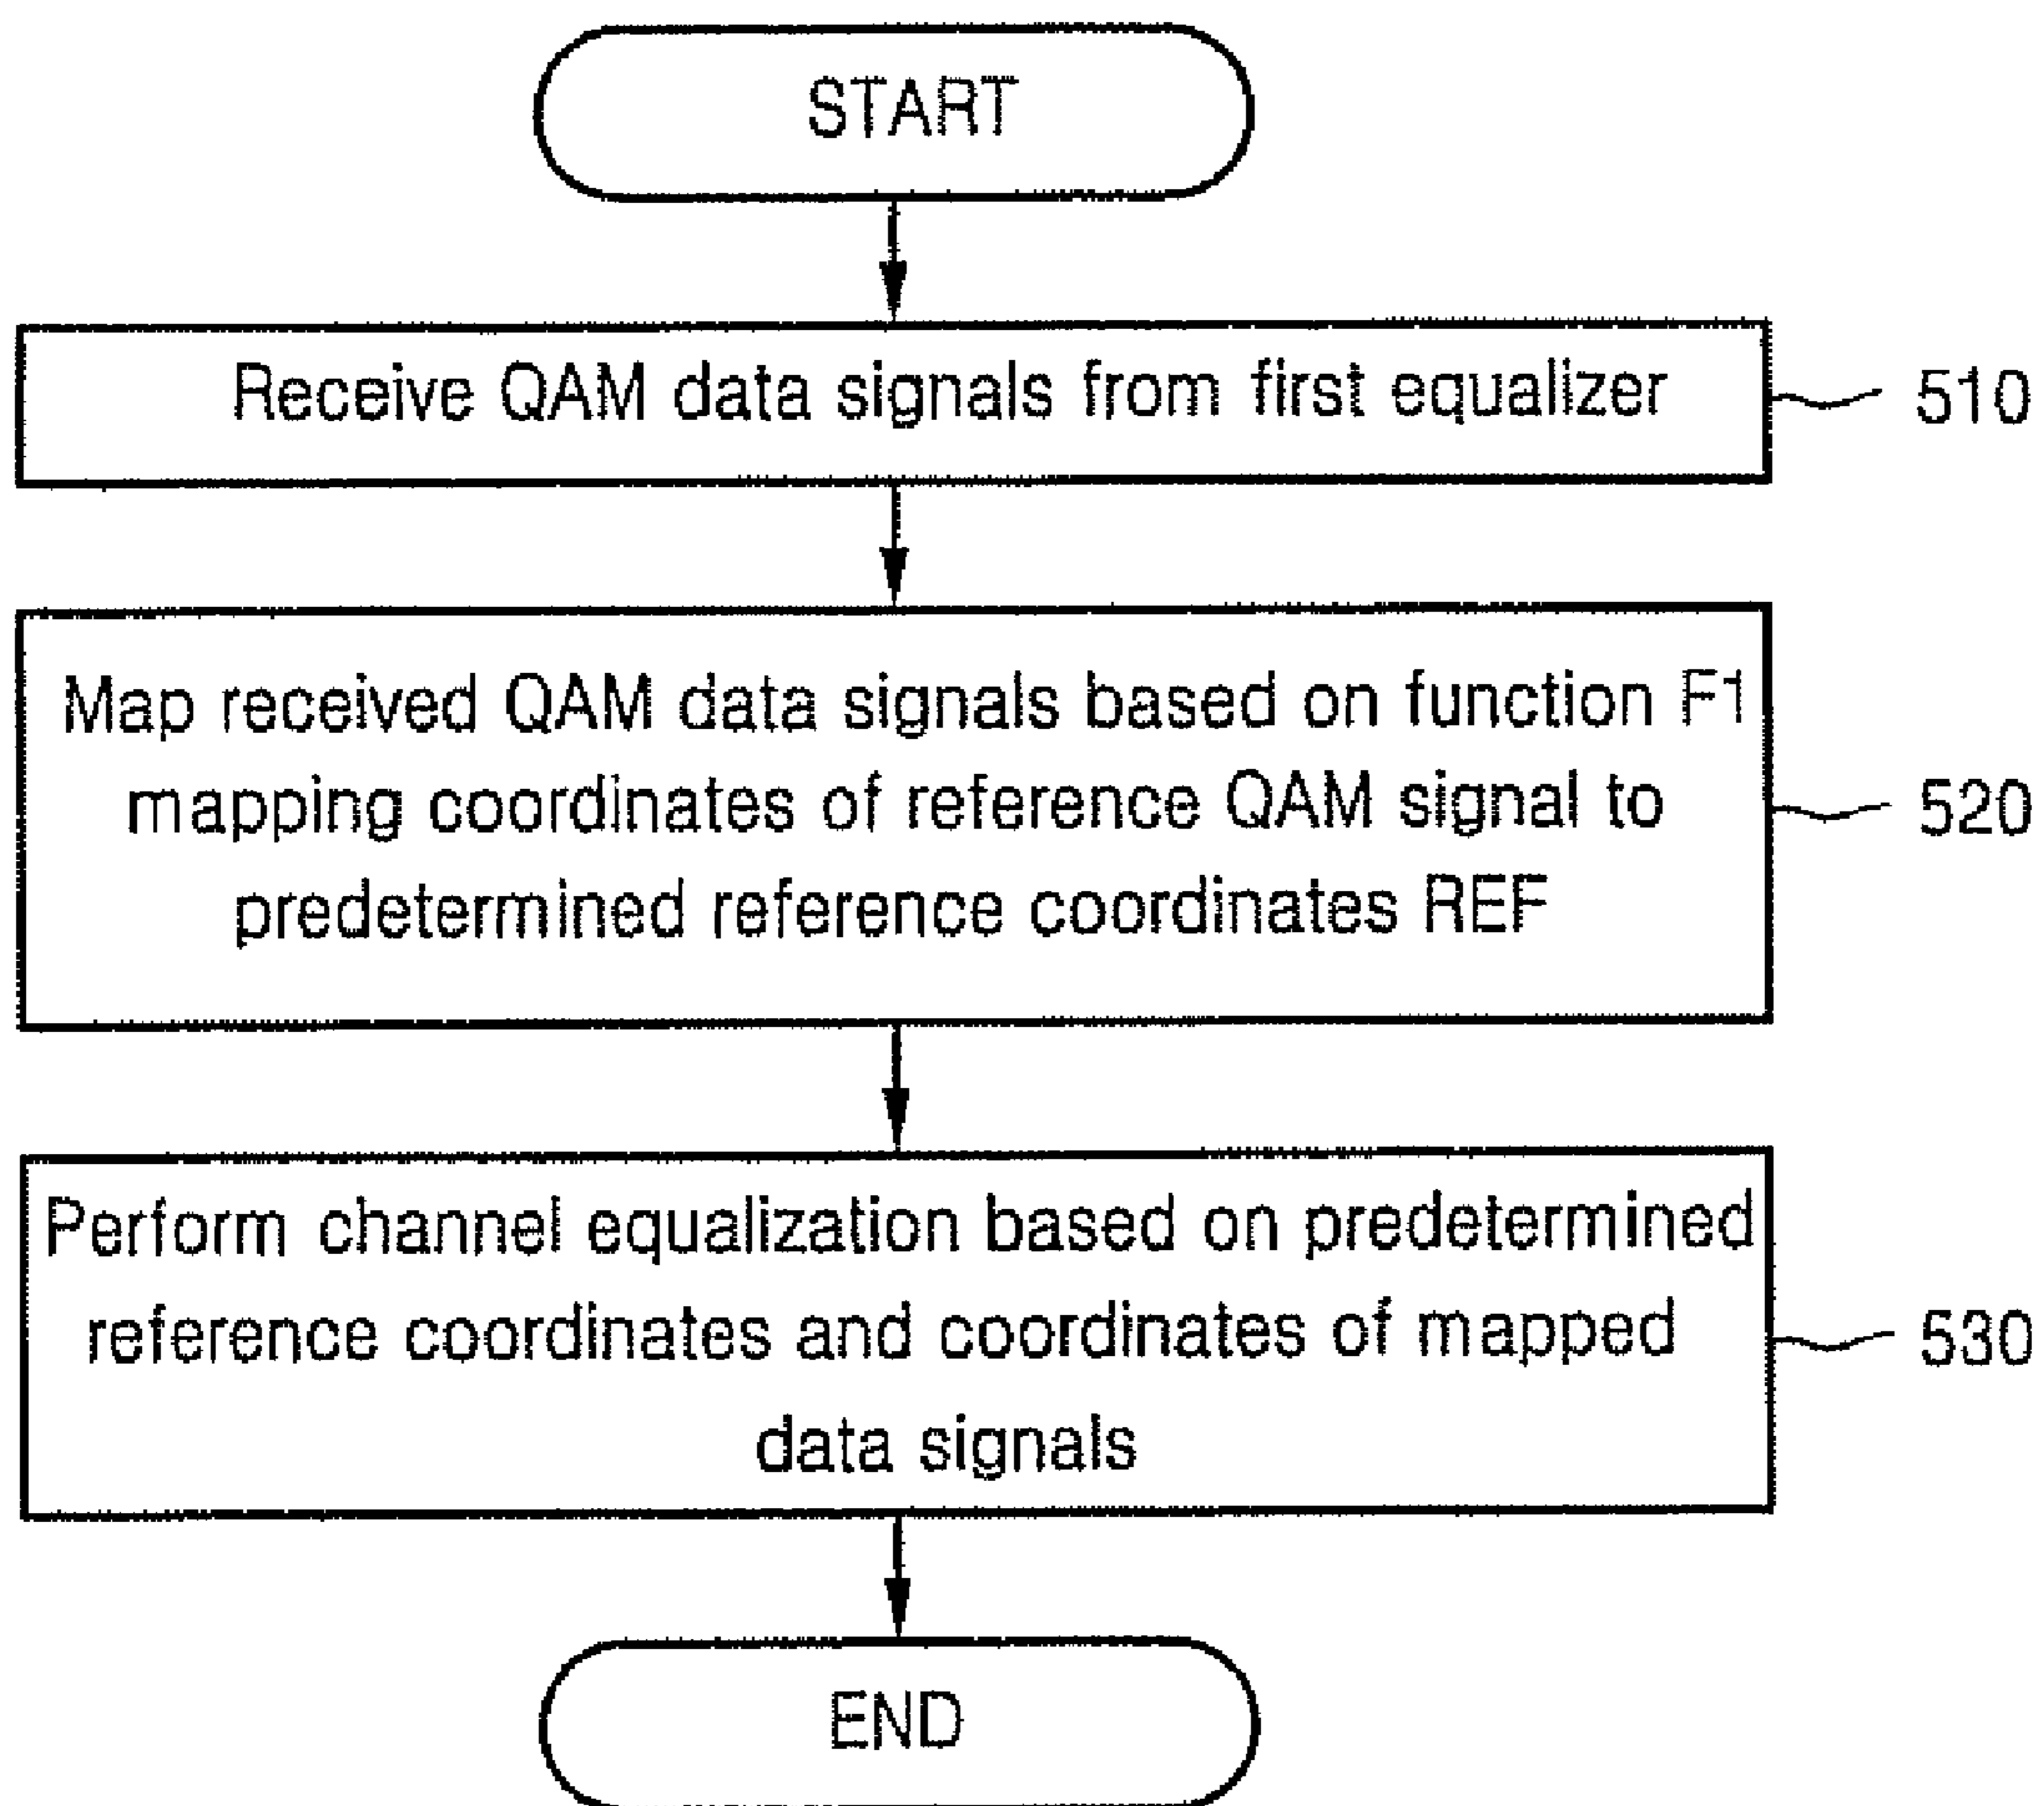 START
Receive QAM data signals from first equalizer
510
Map received QAM data signals based on function F1
mapping coordinates of reference QAM signal to
predetermined reference coordinates REF
520
Perform channel equalization based on predetermined
reference coordinates and coordinates of mapped
data signals
530
END